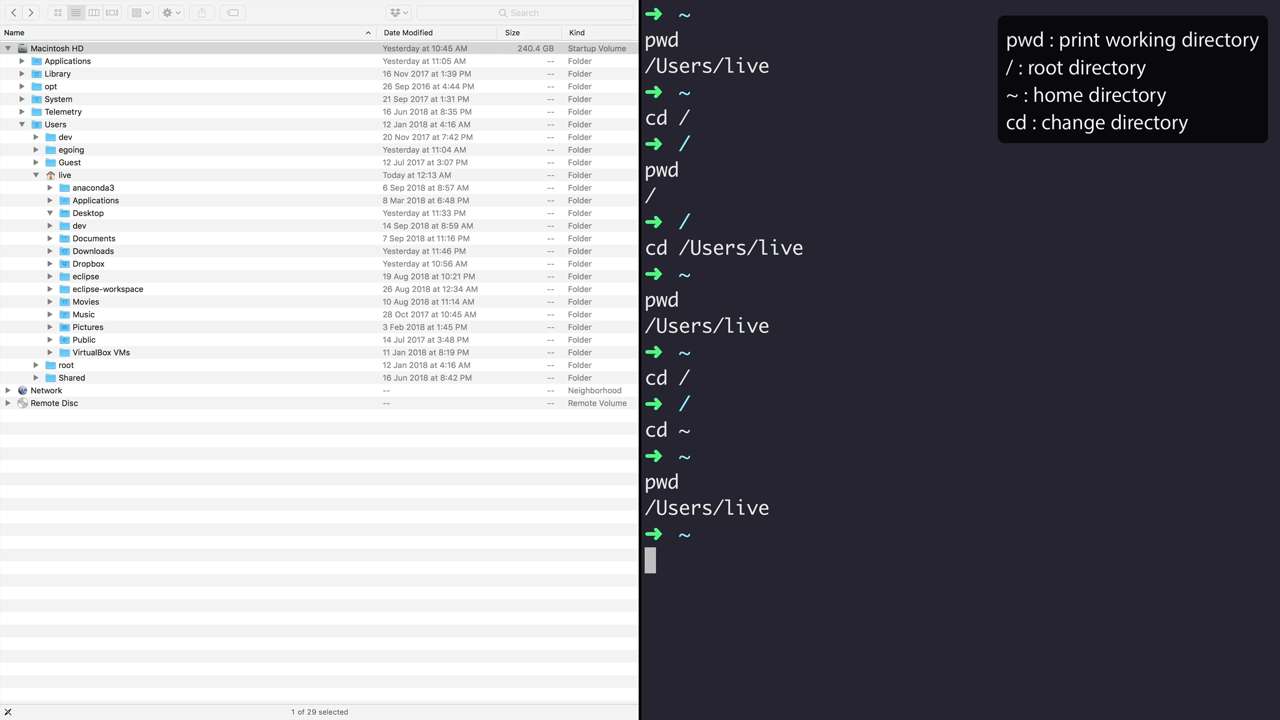 Search
Name Date Modified Size Kind
Macintosh HD Yesterday at 10:45 AM 240.4 GB Startup Volume
Applications Yesterday at 11:05 AM -- Folder
Library 16 Nov 2017 at 1:39 PM -- Folder
opt 26 Sep 2016 at 4:44 PM -- Folder
System 21 Sep 2017 at 1:31 PM -- Folder
Telemetry 16 Jun 2018 at 8:35 PM -- Folder
Users 12 Jan 2018 at 4:16 AM -- Folder
dev 20 Nov 2017 at 7:42 PM -- Folder
egoing Yesterday at 11:04 AM -- Folder
Guest 12 Jul 2017 at 3:07 PM -- Folder
live Today at 12:13 AM -- Folder
anaconda3 6 Sep 2018 at 8:57 AM -- Folder
Applications 8 Mar 2018 at 6:48 PM -- Folder
Desktop Yesterday at 11:33 PM -- Folder
dev 14 Sep 2018 at 8:59 AM -- Folder
Documents 7 Sep 2018 at 11:16 PM -- Folder
Downloads Yesterday at 11:46 PM -- Folder
Dropbox Yesterday at 10:56 AM -- Folder
eclipse 19 Aug 2018 at 10:21 PM -- Folder
eclipse-workspace 26 Aug 2018 at 12:34 AM -- Folder
Movies 10 Aug 2018 at 11:14 AM -- Folder
Music 28 Oct 2017 at 10:45 AM -- Folder
Pictures 3 Feb 2018 at 1:45 PM -- Folder
Public 14 Jul 2017 at 3:48 PM -- Folder
VirtualBox VMs 11 Jan 2018 at 8:19 PM -- Folder
root 12 Jan 2018 at 4:16 AM -- Folder
Shared 16 Jun 2018 at 8:42 PM -- Folder
Network -- -- Neighborhood
Remote Disc -- -- Remote Volume
1 of 29 selected
➜ ~
pwd
/Users/live
➜ ~
cd /
➜ /
pwd
/
➜ /
cd /Users/live
➜ ~
pwd
/Users/live
➜ ~
cd /
➜ /
cd ~
➜ ~
pwd
/Users/live
➜ ~
pwd : print working directory
/ : root directory
~ : home directory
cd : change directory